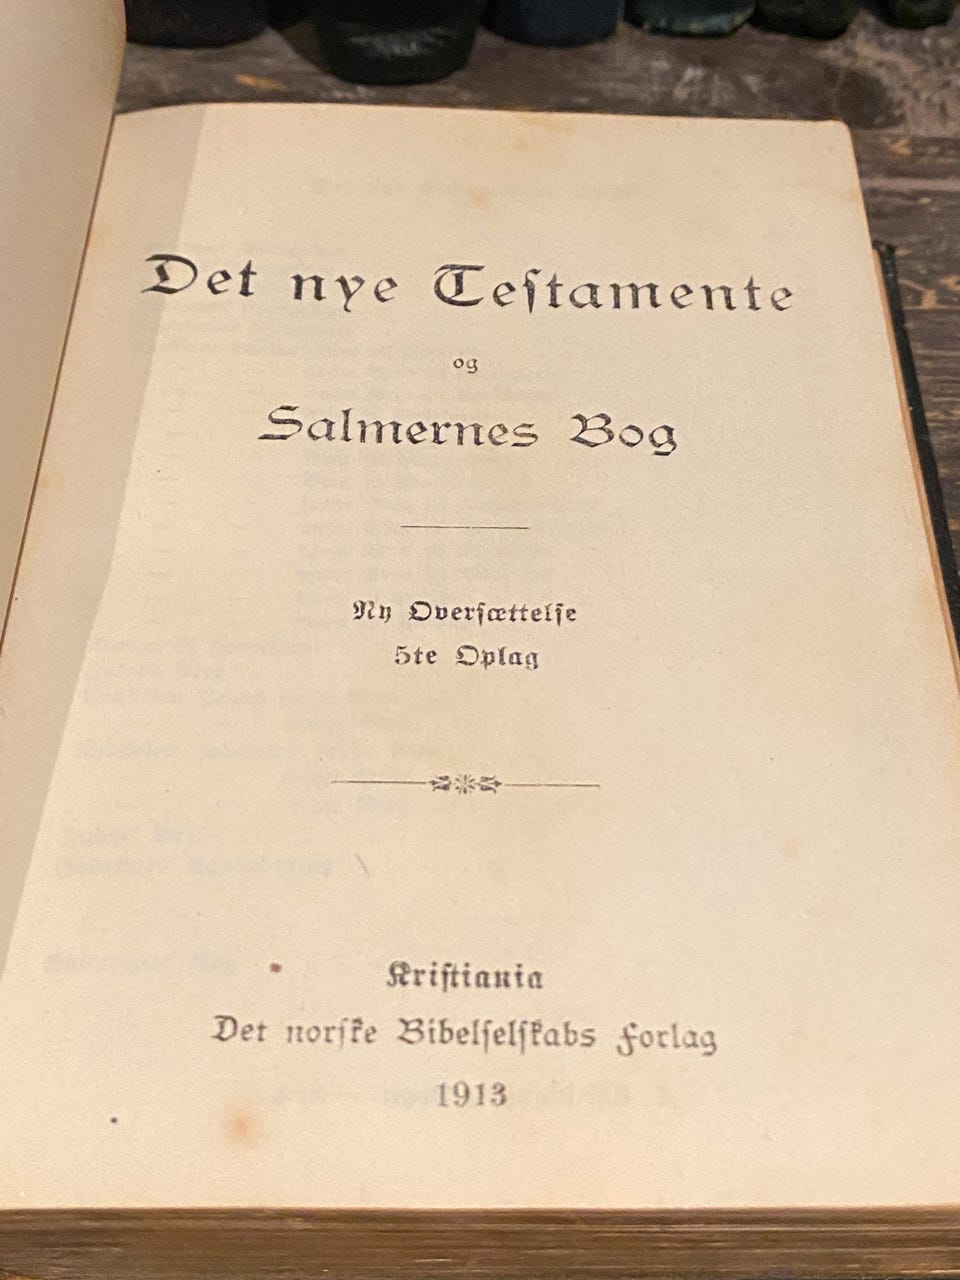 Det nye Teſtamente
og
Salmernes Bog
Ny Overſættelſe
5te Oplag
Kriſtiania
Det norſke Bibelſelſkabs Forlag
1913